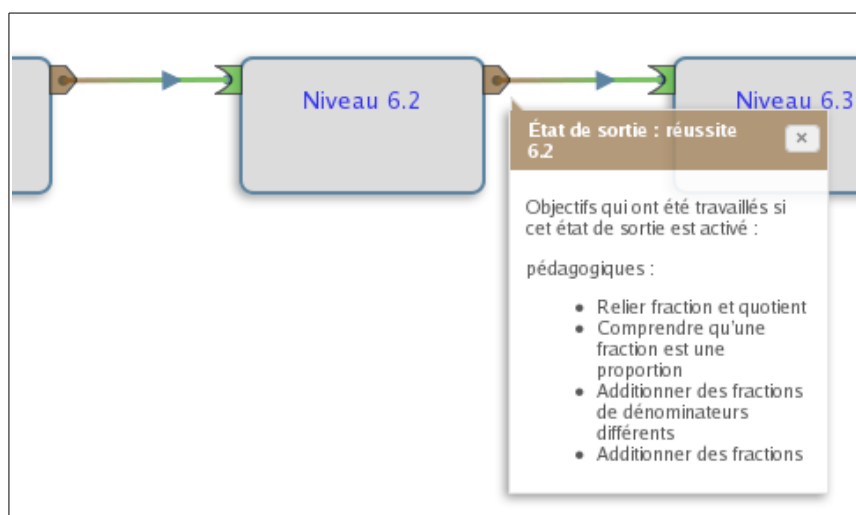 Niveau 6.2
Niveau 6.3
État de sortie : réussite
6.2
×
Objectifs qui ont été travaillés si
cet état de sortie est activé :
pédagogiques :
• Relier fraction et quotient
• Comprendre qu'une
fraction est une
proportion
• Additionner des fractions
de dénominateurs
différents
• Additionner des fractions